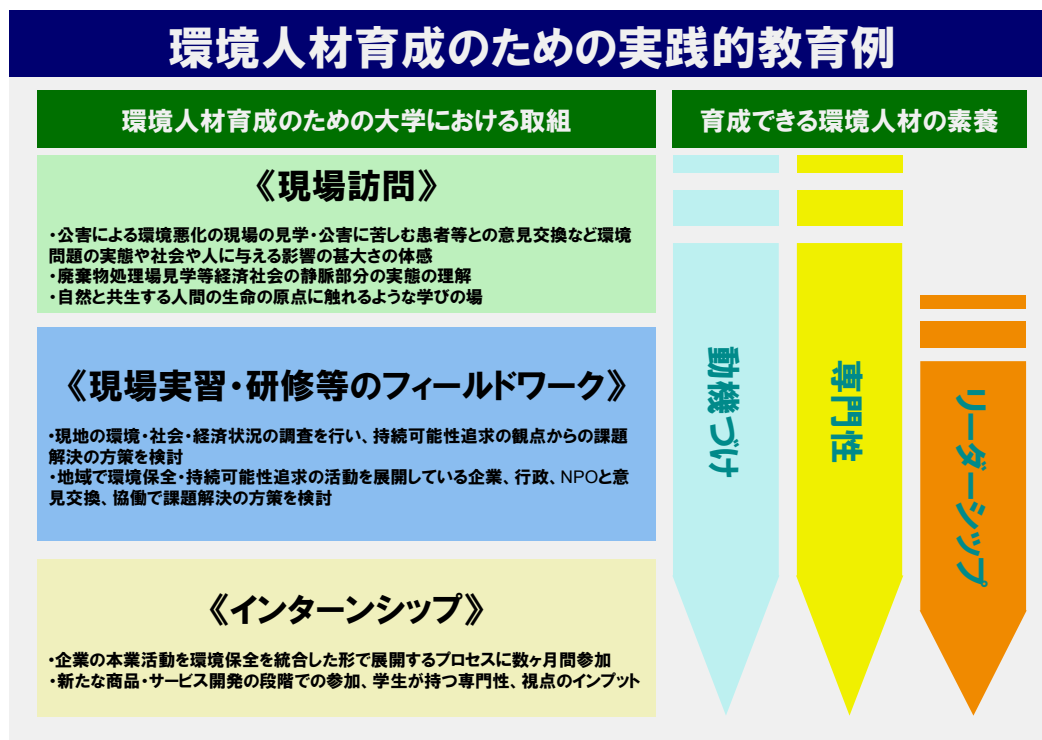 環境人材育成のための実践的教育例
環境人材育成のための大学における取組
育成できる環境人材の素養
《現場訪問》
・公害による環境悪化の現場の見学・公害に苦しむ患者等との意見交換など環境
問題の実態や社会や人に与える影響の甚大さの体感
・廃棄物処理場見学等経済社会の静脈部分の実態の理解
・自然と共生する人間の生命の原点に触れるような学びの場
《現場実習・研修等のフィールドワーク》
・現地の環境・社会・経済状況の調査を行い、持続可能性追求の観点からの課題
解決の方策を検討
・地域で環境保全・持続可能性追求の活動を展開している企業、行政、NPOと意
見交換、協働で課題解決の方策を検討
《インターンシップ》
・企業の本業活動を環境保全を統合した形で展開するプロセスに数ヶ月間参加
・新たな商品・サービス開発の段階での参加、学生が持つ専門性、視点のインプット
動機づけ
専門性
リーダーシップ